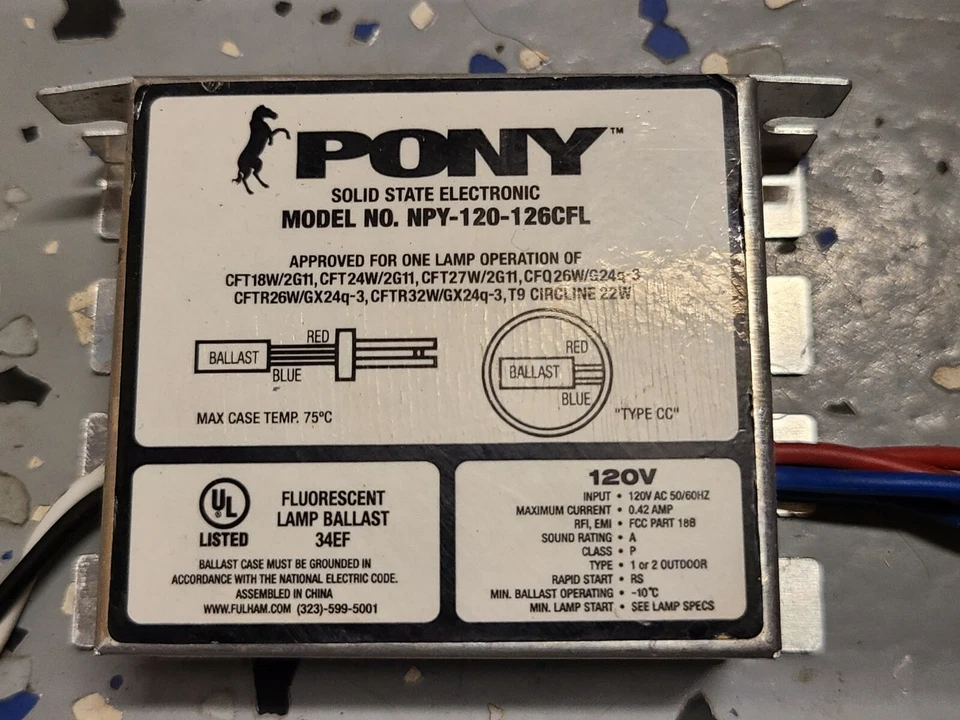 PONY™
SOLID STATE ELECTRONIC
MODEL NO. NPY-120-126CFL
APPROVED FOR ONE LAMP OPERATION OF
CFT18W/2G11, CFT24W/2G11, CFT27W/2G11, CFQ26W/G24q-3
CFTR26W/GX24q-3, CFTR32W/GX24q-3, T9 CIRCLINE 22W
RED
BALLAST
BLUE
RED
BALLAST
BLUE
MAX CASE TEMP. 75°C
"TYPE CC"
UL
LISTED
FLUORESCENT
LAMP BALLAST
34EF
BALLAST CASE MUST BE GROUNDED IN
ACCORDANCE WITH THE NATIONAL ELECTRIC CODE.
ASSEMBLED IN CHINA
WWW.FULHAM.COM (323)-599-5001
120V
INPUT • 120V AC 50/60HZ
MAXIMUM CURRENT • 0.42 AMP
RFI, EMI • FCC PART 18B
SOUND RATING • A
CLASS • P
TYPE • 1 or 2 OUTDOOR
RAPID START • RS
MIN. BALLAST OPERATING • -10°C
MIN. LAMP START • SEE LAMP SPECS